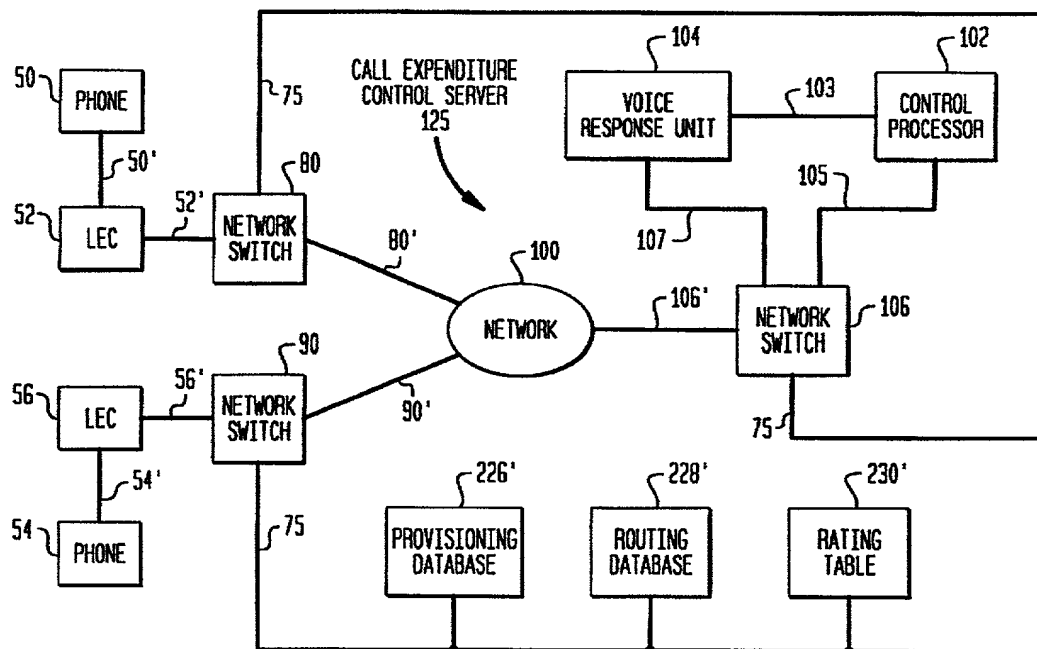 50
PHONE
50'
52
LEC
52'
75
80
NETWORK
SWITCH
80'
CALL EXPENDITURE
CONTROL SERVER
125
104
VOICE
RESPONSE UNIT
103
102
CONTROL
PROCESSOR
107
105
100
NETWORK
106'
NETWORK
SWITCH
106
75
56
LEC
56'
90
NETWORK
SWITCH
90'
54'
54
PHONE
75
226'
PROVISIONING
DATABASE
228'
ROUTING
DATABASE
230'
RATING
TABLE